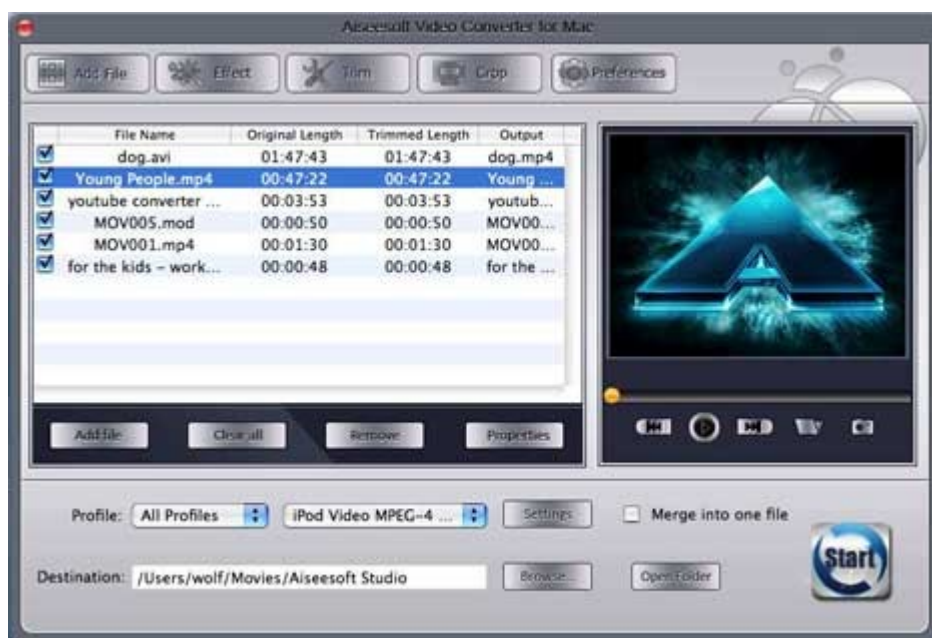 Aiseesoft Video Converter for Mac
Add File Effect Trim Crop Preferences
File Name Original Length Trimmed Length Output
dog.avi 01:47:43 01:47:43 dog.mp4
Young People.mp4 00:47:22 00:47:22 Young ...
youtube converter ... 00:03:53 00:03:53 youtub...
MOV005.mod 00:00:50 00:00:50 MOV00...
MOV001.mp4 00:01:30 00:01:30 MOV00...
for the kids – work... 00:00:48 00:00:48 for the ...
Add file Clear all Remove Properties
Profile: All Profiles iPod Video MPEG-4 ... Settings Merge into one file
Start
Destination: /Users/wolf/Movies/Aiseesoft Studio Browse... Open Folder